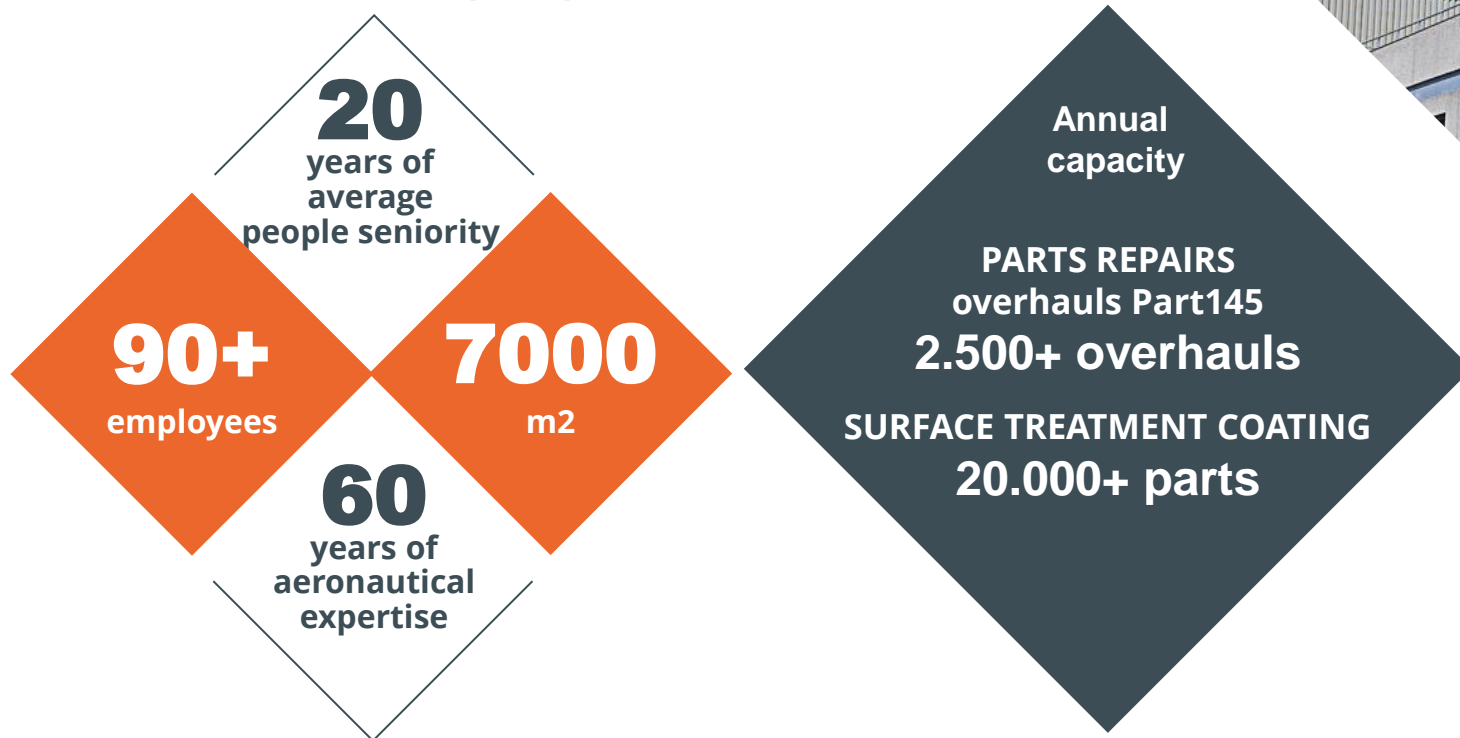 20
years of
average
people seniority
90+
employees
7000
m2
60
years of
aeronautical
expertise
Annual
capacity
PARTS REPAIRS
overhauls Part145
2.500+ overhauls
SURFACE TREATMENT COATING
20.000+ parts